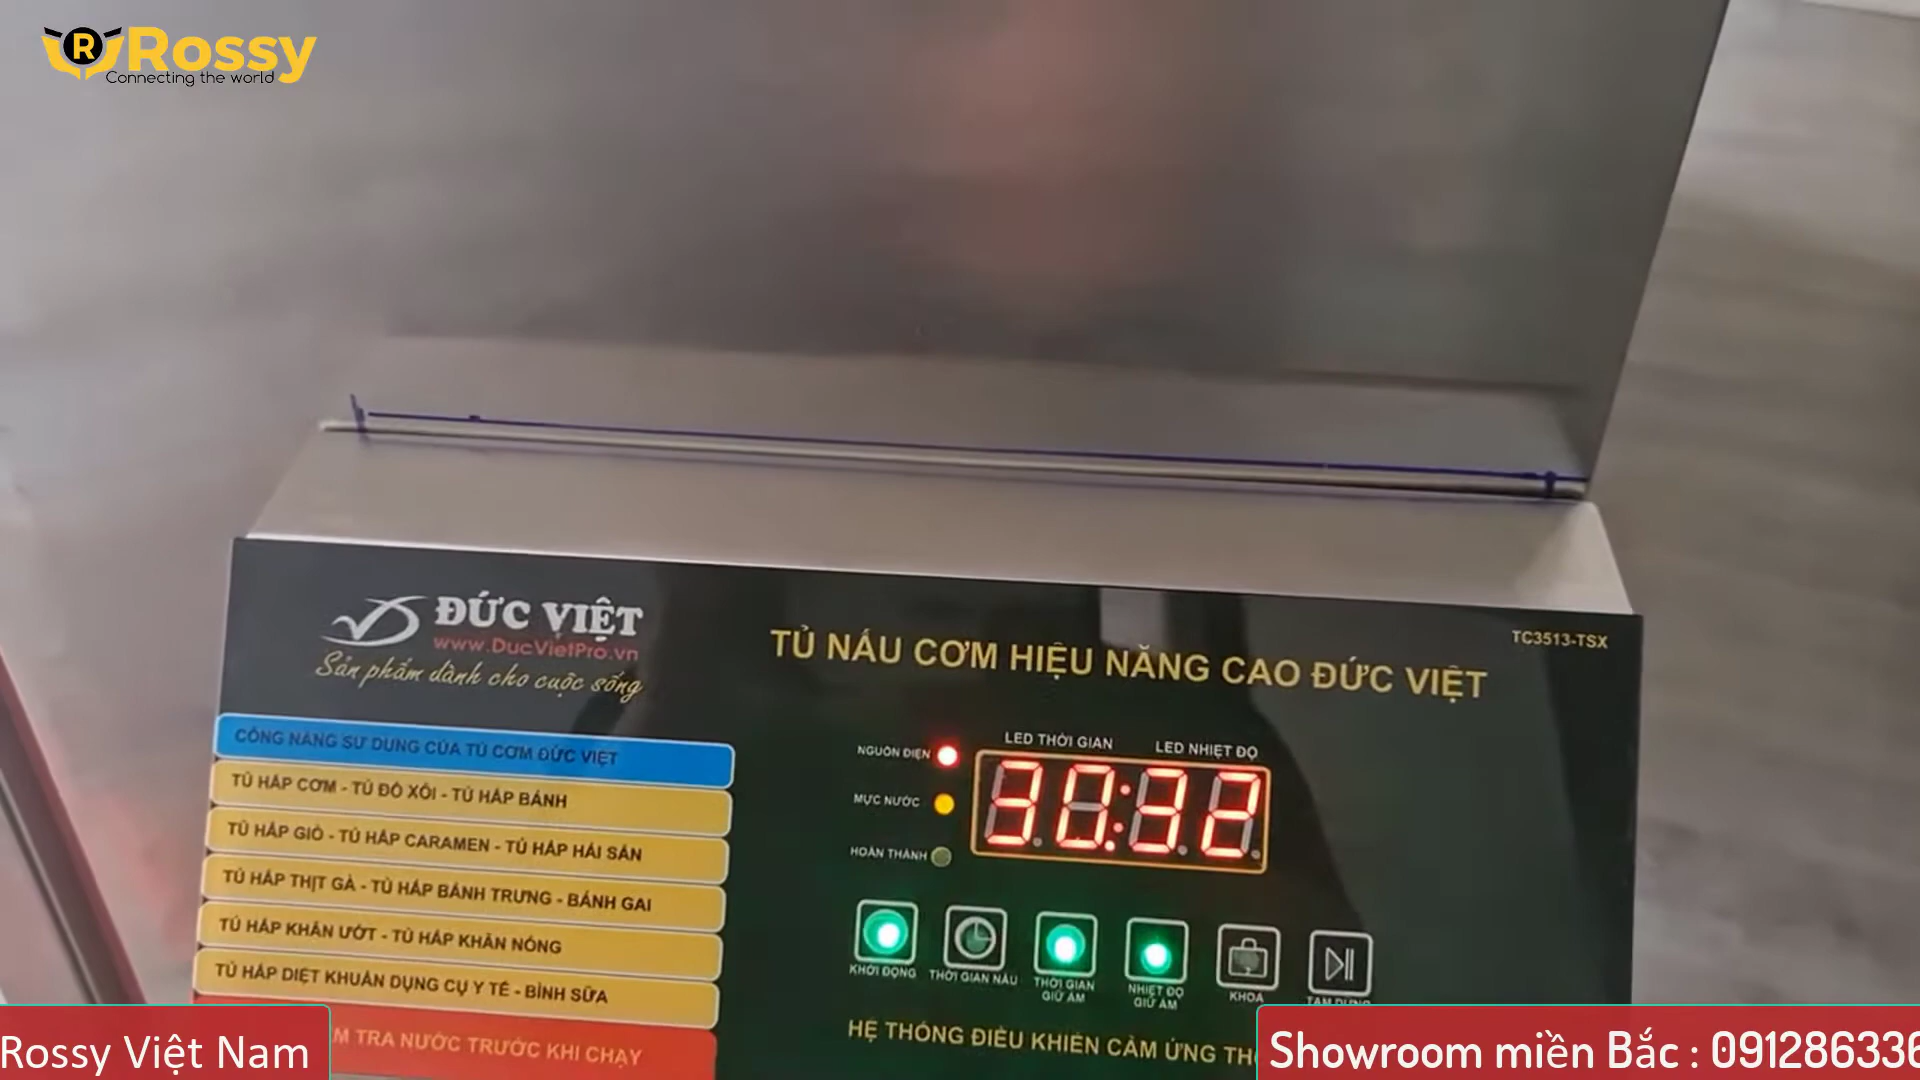 Rossy
Connecting the world
ĐỨC VIỆT
www.DucVietPro.vn
Sản phẩm dành cho cuộc sống
TỦ NẤU CƠM HIỆU NĂNG CAO ĐỨC VIỆT
TC3513-TSX
CÔNG NĂNG SỬ DỤNG CỦA TỦ CƠM ĐỨC VIỆT
TỦ HẤP CƠM - TỦ ĐỒ XÔI - TỦ HẤP BÁNH
TỦ HẤP GIÒ - TỦ HẤP CARAMEN - TỦ HẤP HẢI SẢN
TỦ HẤP THỊT GÀ - TỦ HẤP BÁNH TRƯNG - BÁNH GAI
TỦ HẤP KHĂN ƯỚT - TỦ HẤP KHĂN NÓNG
TỦ HẤP DIỆT KHUẨN DỤNG CỤ Y TẾ - BÌNH SỮA
TRA NƯỚC TRƯỚC KHI CHẠY
LED THỜI GIAN LED NHIỆT ĐỘ
NGUỒN ĐIỆN
30:32
MỰC NƯỚC
HOÀN THÀNH
KHỞI ĐỘNG
THỜI GIAN NẤU
THỜI GIAN GIỮ ẤM
NHIỆT ĐỘ GIỮ ẤM
KHOÁ
TẠM DỪNG
HỆ THỐNG ĐIỀU KHIỂN CẢM ỨNG
Rossy Việt Nam
Showroom miền Bắc : 091286336